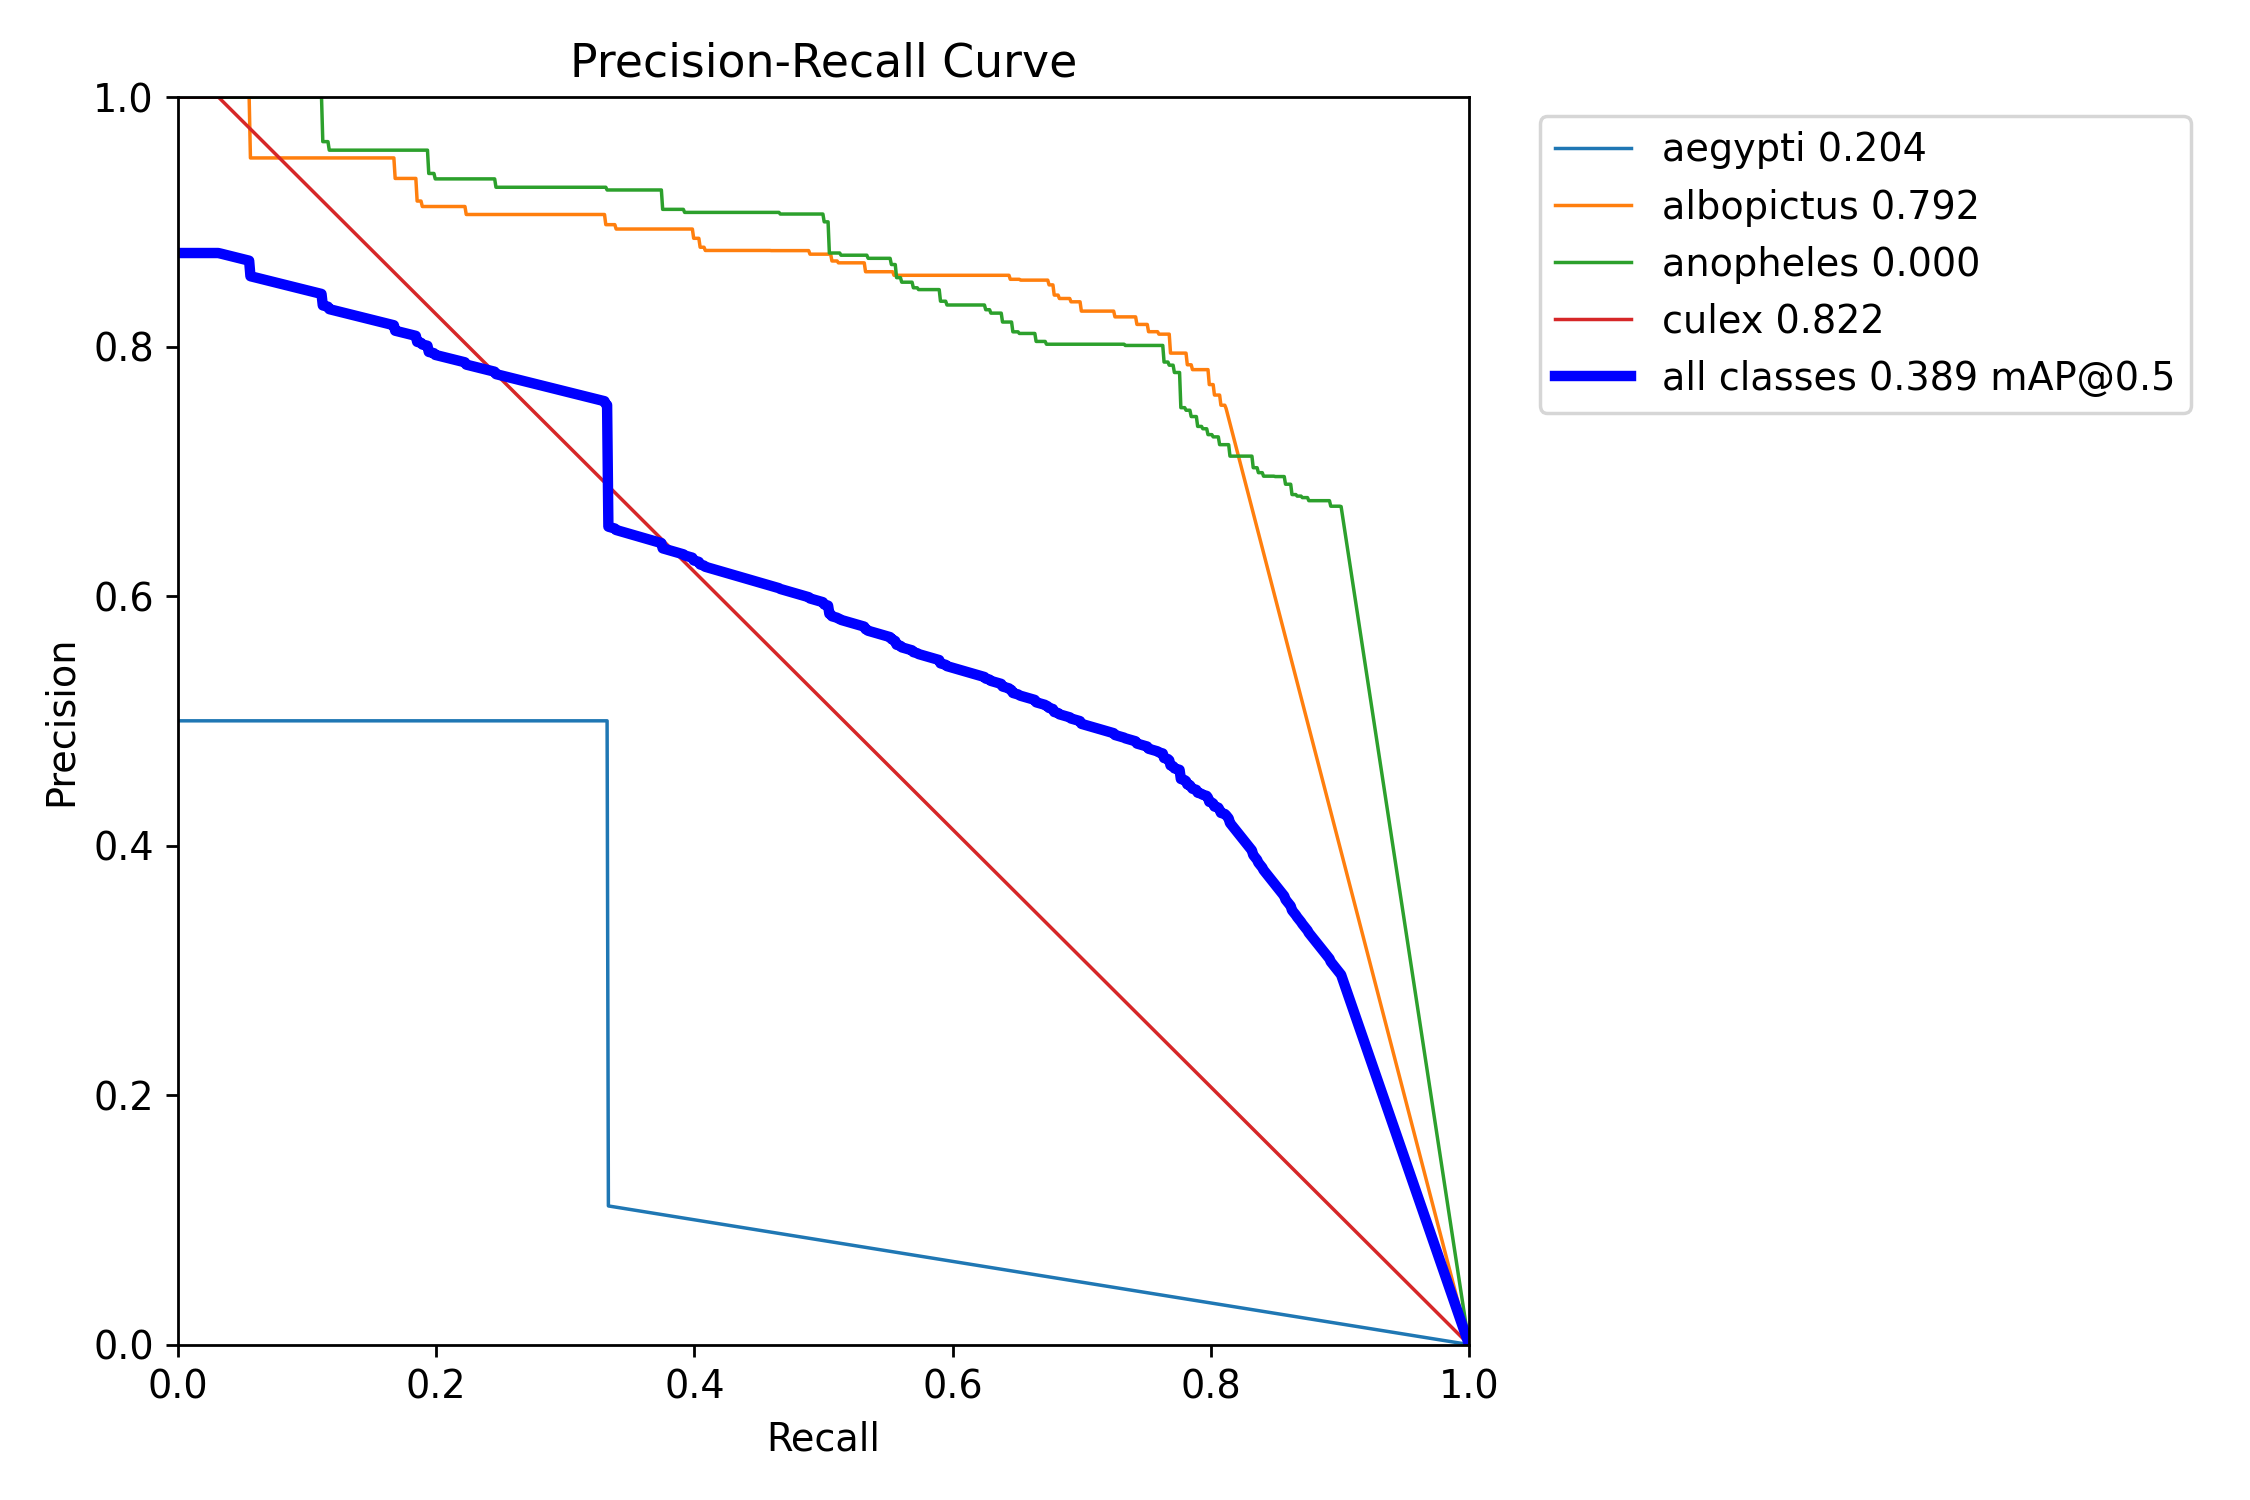 Precision-Recall Curve
1.0
0.8
0.6
0.4
0.2
0.0
Precision
0.0 0.2 0.4 0.6 0.8 1.0
Recall
aegypti 0.204
albopictus 0.792
anopheles 0.000
culex 0.822
all classes 0.389 mAP@0.5